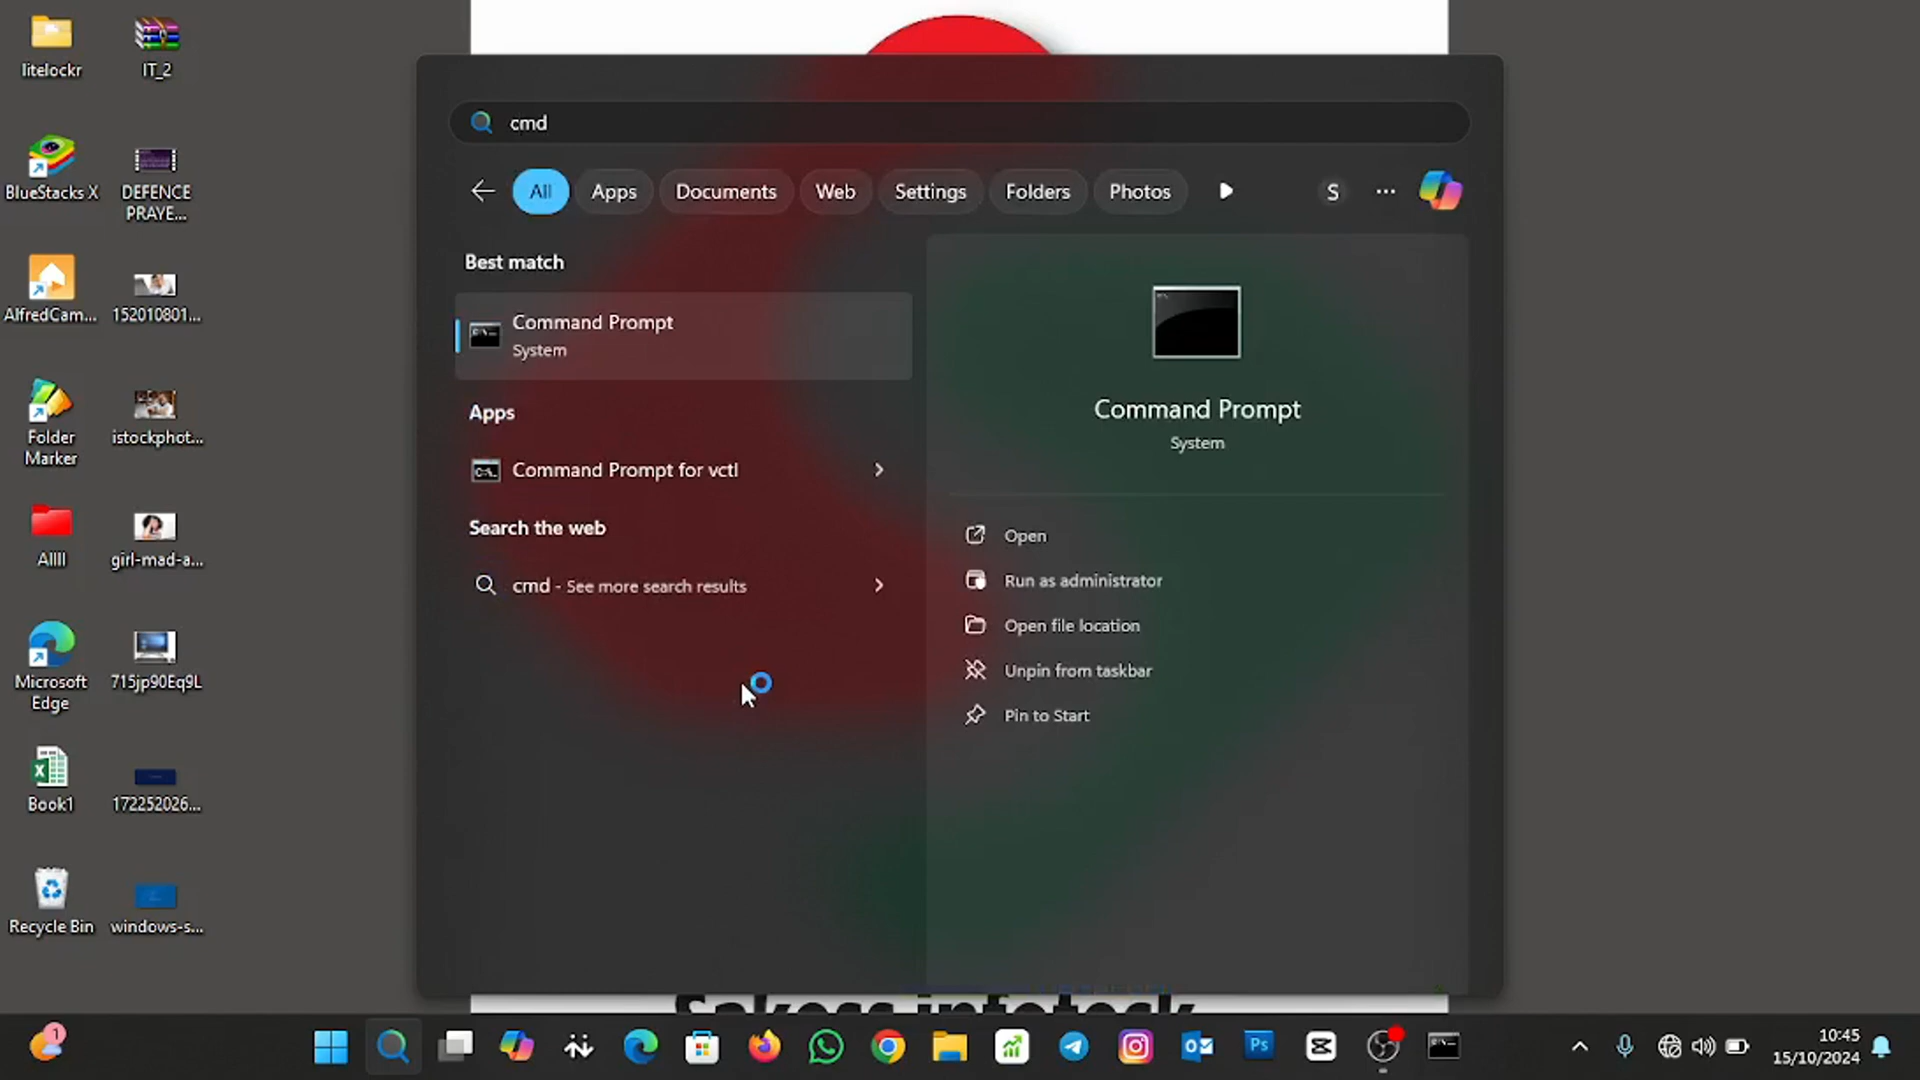 litelockr
IT_2
BlueStacks X
DEFENCE
PRAYE...
AlfredCam...
152010801...
Folder
Marker
istockphot...
Allll
girl-mad-a...
Microsoft
Edge
715jp90Eq9L
Book1
172252026...
Recycle Bin
windows-s...
cmd
All
Apps
Documents
Web
Settings
Folders
Photos
S
Best match
Command Prompt
System
Apps
Command Prompt for vctl
Search the web
cmd - See more search results
Command Prompt
System
Open
Run as administrator
Open file location
Unpin from taskbar
Pin to Start
1
Ps
10:45
15/10/2024